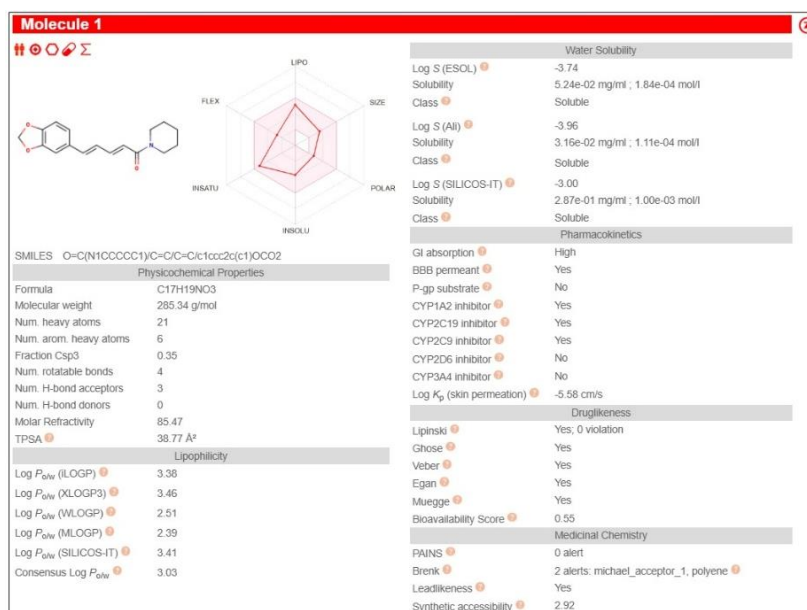 Molecule 1
LIPO
FLEX
SIZE
INSATU
POLAR
INSOLU
O
O
N
O
SMILES O=C(N1CCCCC1)/C=C/C=C/c1ccc2c(c1)OCO2
Physicochemical Properties
Formula C17H19NO3
Molecular weight 285.34 g/mol
Num. heavy atoms 21
Num. arom. heavy atoms 6
Fraction Csp3 0.35
Num. rotatable bonds 4
Num. H-bond acceptors 3
Num. H-bond donors 0
Molar Refractivity 85.47
TPSA ? 38.77 Å²
Lipophilicity
Log Po/w (iLOGP) ? 3.38
Log Po/w (XLOGP3) ? 3.46
Log Po/w (WLOGP) ? 2.51
Log Po/w (MLOGP) ? 2.39
Log Po/w (SILICOS-IT) ? 3.41
Consensus Log Po/w ? 3.03
Water Solubility
Log S (ESOL) ? -3.74
Solubility 5.24e-02 mg/ml ; 1.84e-04 mol/l
Class ? Soluble
Log S (Ali) ? -3.96
Solubility 3.16e-02 mg/ml ; 1.11e-04 mol/l
Class ? Soluble
Log S (SILICOS-IT) ? -3.00
Solubility 2.87e-01 mg/ml ; 1.00e-03 mol/l
Class ? Soluble
Pharmacokinetics
GI absorption ? High
BBB permeant ? Yes
P-gp substrate ? No
CYP1A2 inhibitor ? Yes
CYP2C19 inhibitor ? Yes
CYP2C9 inhibitor ? Yes
CYP2D6 inhibitor ? No
CYP3A4 inhibitor ? No
Log Kp (skin permeation) ? -5.58 cm/s
Druglikeness
Lipinski ? Yes; 0 violation
Ghose ? Yes
Veber ? Yes
Egan ? Yes
Muegge ? Yes
Bioavailability Score ? 0.55
Medicinal Chemistry
PAINS ? 0 alert
Brenk ? 2 alerts: michael_acceptor_1, polyene ?
Leadlikeness ? Yes
Synthetic accessibility ? 2.92